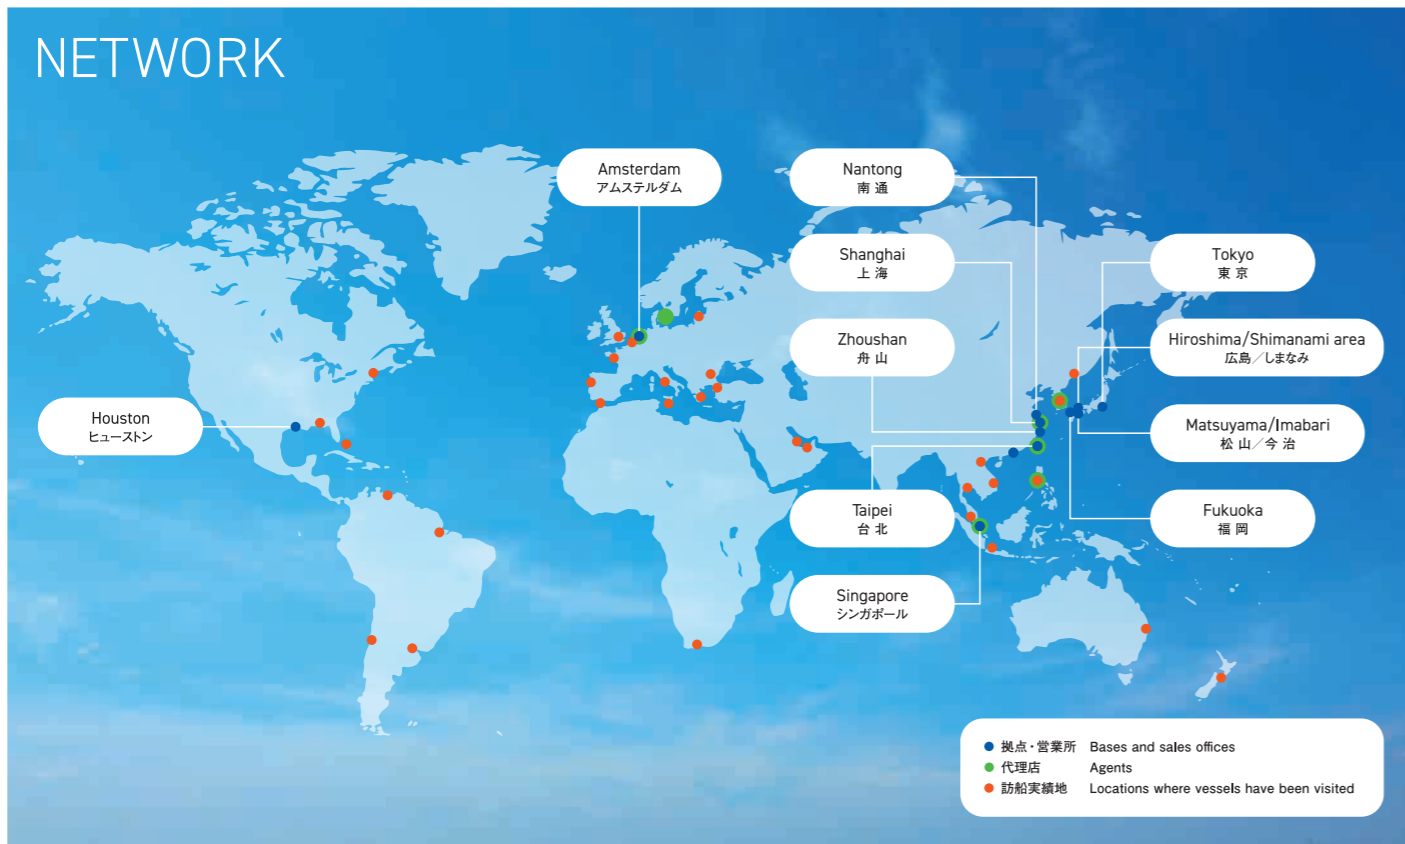 NETWORK
Amsterdam
アムステルダム
Nantong
南 通
Shanghai
上 海
Tokyo
東 京
Zhoushan
舟 山
Hiroshima/Shimanami area
広島／しまなみ
Houston
ヒューストン
Matsuyama/Imabari
松 山／今 治
Taipei
台 北
Fukuoka
福 岡
Singapore
シンガポール
拠点・営業所 Bases and sales offices
代理店 Agents
訪船実績地 Locations where vessels have been visited